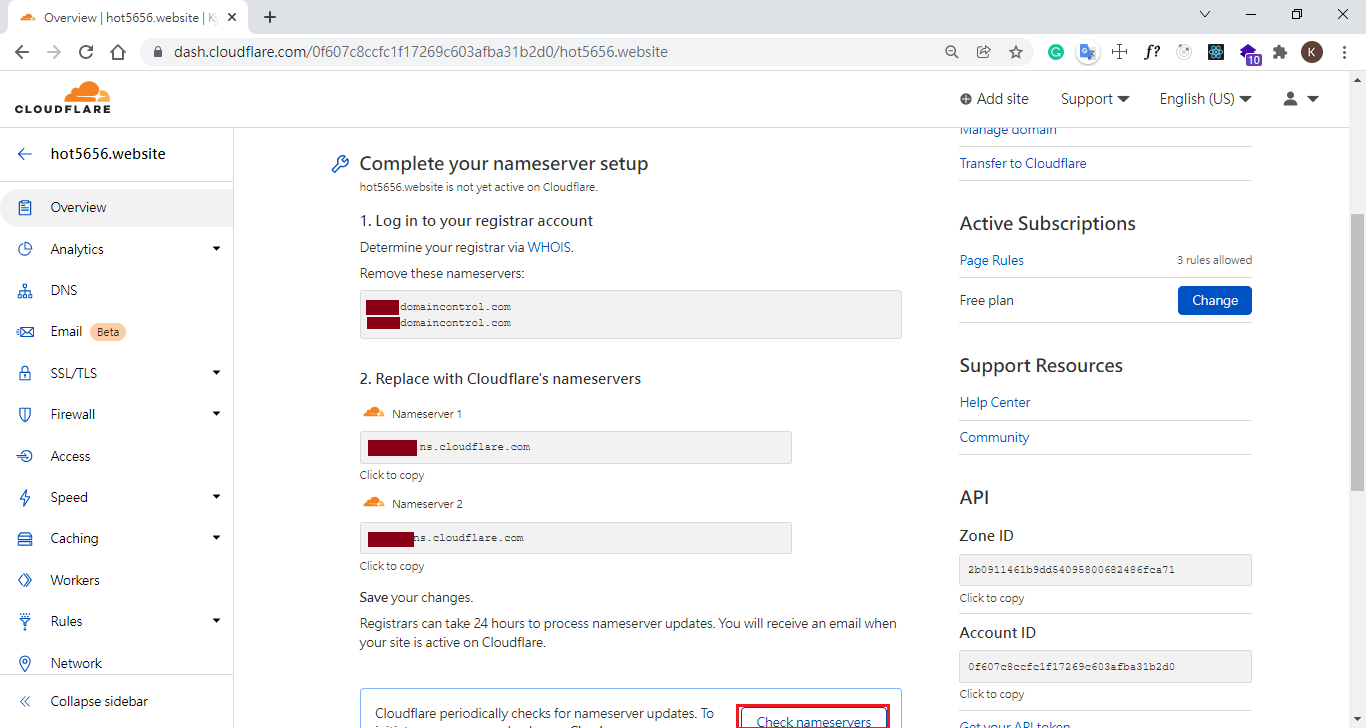 Overview | hot5656.website | Ky
dash.cloudflare.com/0f607c8ccfc1f17269c603afba31b2d0/hot5656.website
f?
10
K
CLOUDFLARE
Add site
Support
English (US)
hot5656.website
Overview
Analytics
DNS
Email Beta
SSL/TLS
Firewall
Access
Speed
Caching
Workers
Rules
Network
Collapse sidebar
Complete your nameserver setup
hot5656.website is not yet active on Cloudflare.
1. Log in to your registrar account
Determine your registrar via WHOIS.
Remove these nameservers:
domaincontrol.com
domaincontrol.com
2. Replace with Cloudflare's nameservers
Nameserver 1
ns.cloudflare.com
Click to copy
Nameserver 2
ns.cloudflare.com
Click to copy
Save your changes.
Registrars can take 24 hours to process nameserver updates. You will receive an email when
your site is active on Cloudflare.
Cloudflare periodically checks for nameserver updates. To
Check nameservers
Manage domain
Transfer to Cloudflare
Active Subscriptions
Page Rules
3 rules allowed
Free plan
Change
Support Resources
Help Center
Community
API
Zone ID
2b0911461b9dd54095800682486fca71
Click to copy
Account ID
0f607c8ccfc1f17269c603afba31b2d0
Click to copy
Get your API token